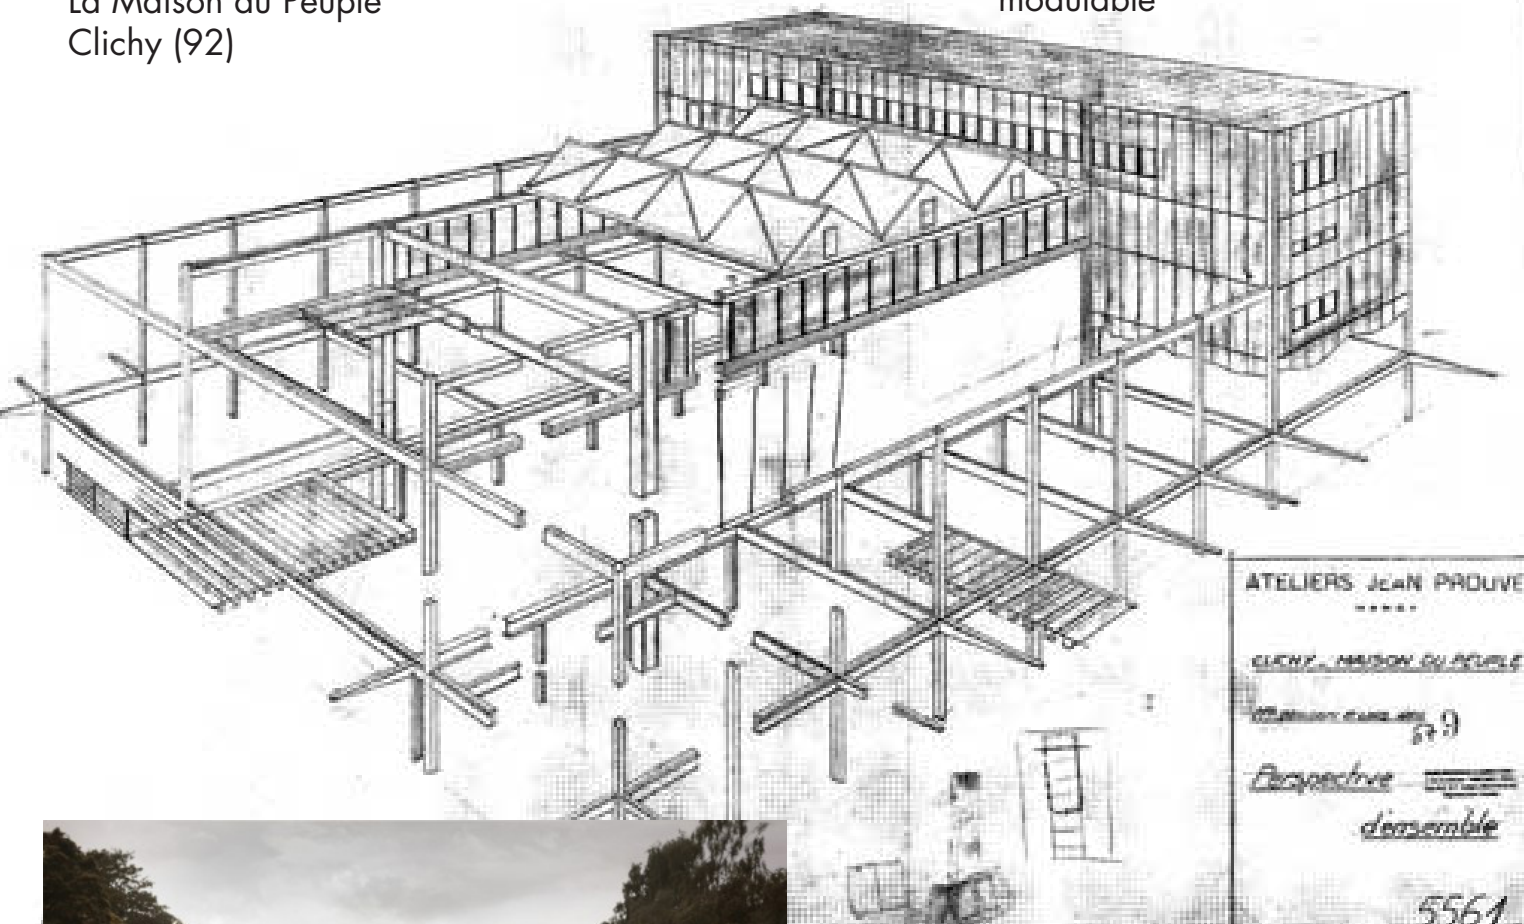 La Maison du Peuple
Clichy (92)
modulable
ATELIERS JEAN PROUVE
CLICHY _ MAISON DU PEUPLE
Perspective
d'ensemble
5561